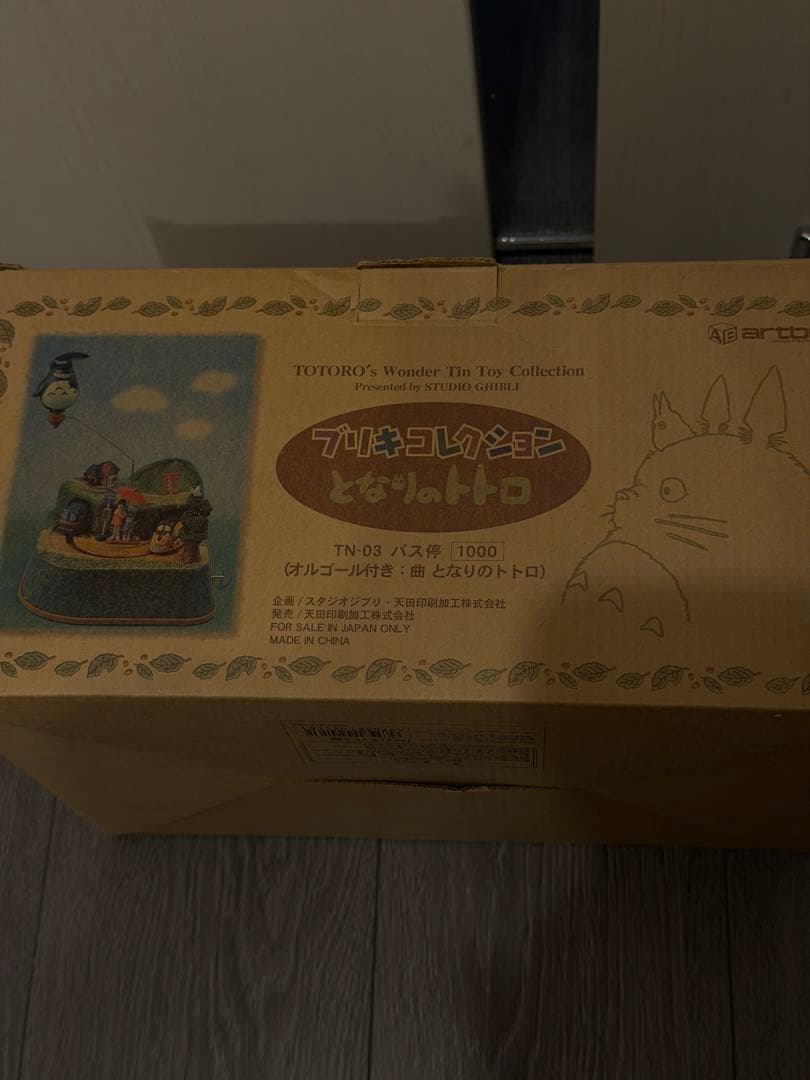 artb
TOTORO's Wonder Tin Toy Collection
Presented by STUDIO GHIBLI
ブリキコレクション
となりのトトロ
TN-03 バス停 1000
(オルゴール付き：曲 となりのトトロ)
企画/スタジオジブリ・天田印刷加工株式会社
発売/天田印刷加工株式会社
FOR SALE IN JAPAN ONLY
MADE IN CHINA